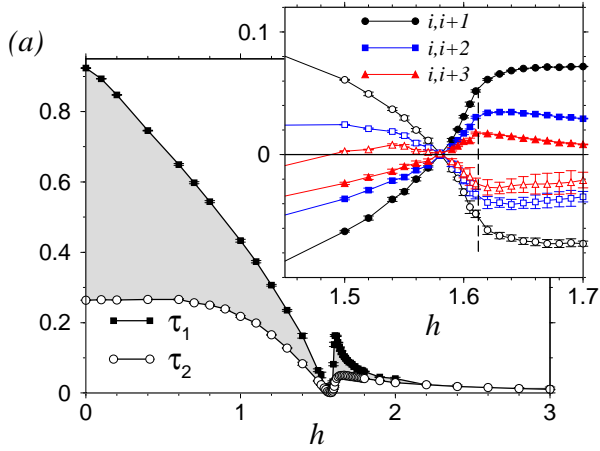 (a)
0.1
0
i,i+1
i,i+2
i,i+3
1.5 1.6 1.7
h
0.8
0.6
0.4
0.2
0
τ1
τ2
0 1 2 3
h